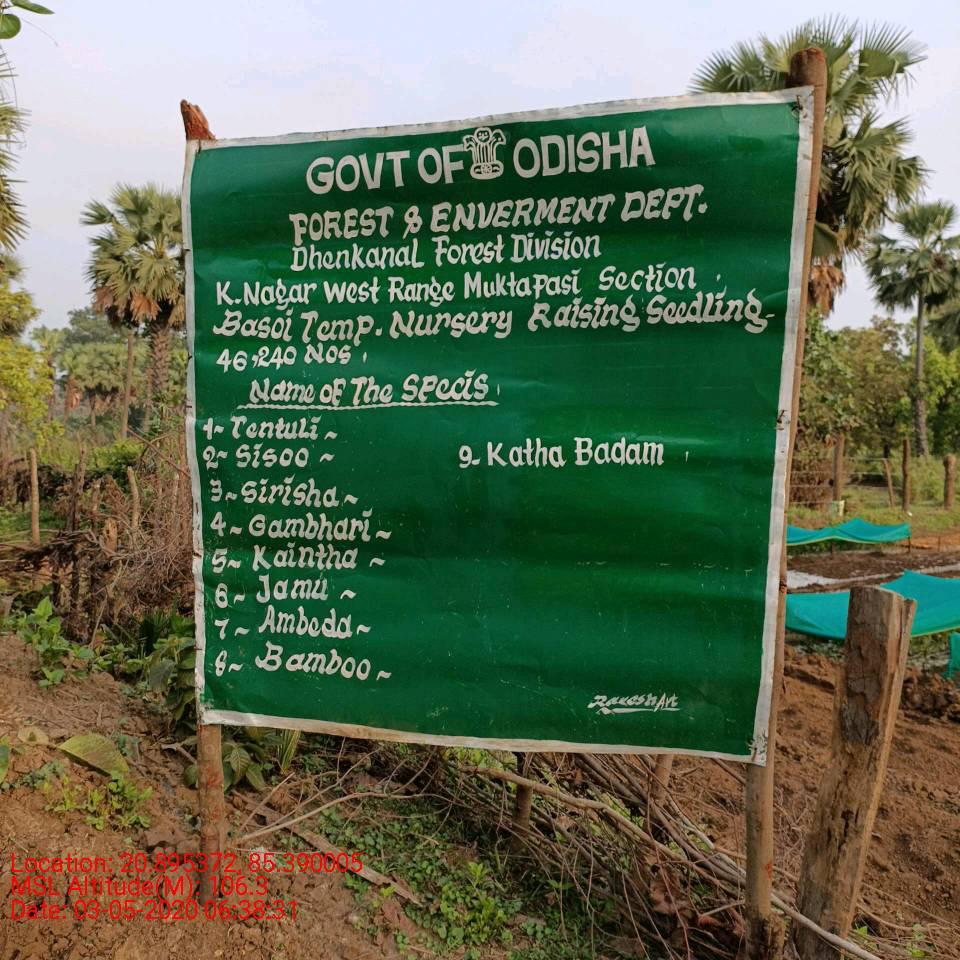 GOVT OF ODISHA
FOREST & ENVERMENT DEPT.
Dhenkanal Forest Division
K. Nagar West Range Muktapasi Section
Basoi Temp. Nursery Raising Seedling-
46,240 Nos
Name of The Specis
1~ Tentuli ~
2~ Sisoo ~
3~ Sirisha ~
4~ Gambhari ~
5~ Kaintha ~
6~ Jamu ~
7~ Ambeda ~
8~ Bamboo ~
9- Katha Badam
Art
Location: 20.895372, 85.390005
MSL Altitude(M): 106.3
Date: 03-05-2020 06:38:31